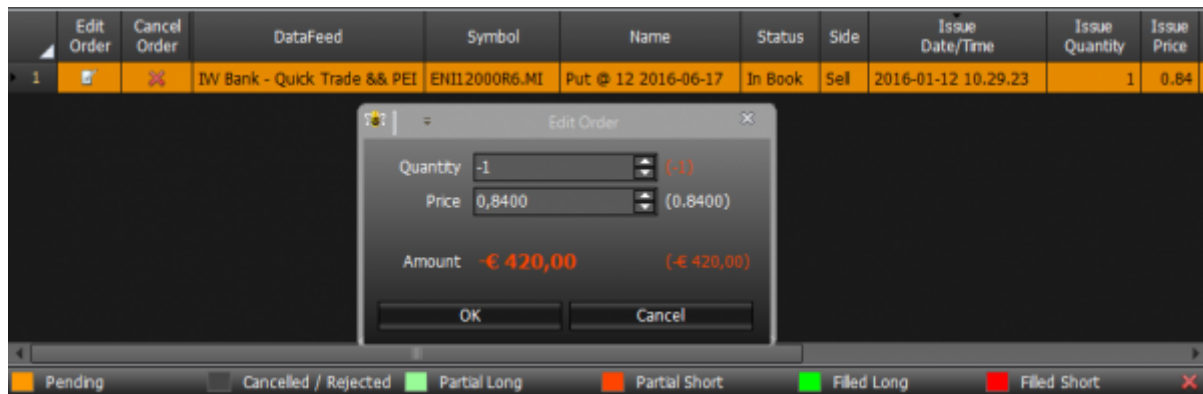 Edit Order Cancel Order DataFeed Symbol Name Status Side Issue Date/Time Issue Quantity Issue Price
1 IW Bank - Quick Trade && PEI ENI12000R6.MI Put @ 12 2016-06-17 In Book Sell 2016-01-12 10.29.23 1 0.84
Edit Order
Quantity -1 (-1)
Price 0,8400 (0.8400)
Amount -€ 420,00 (-€ 420,00)
OK Cancel
Pending Cancelled / Rejected Partial Long Partial Short Filled Long Filled Short